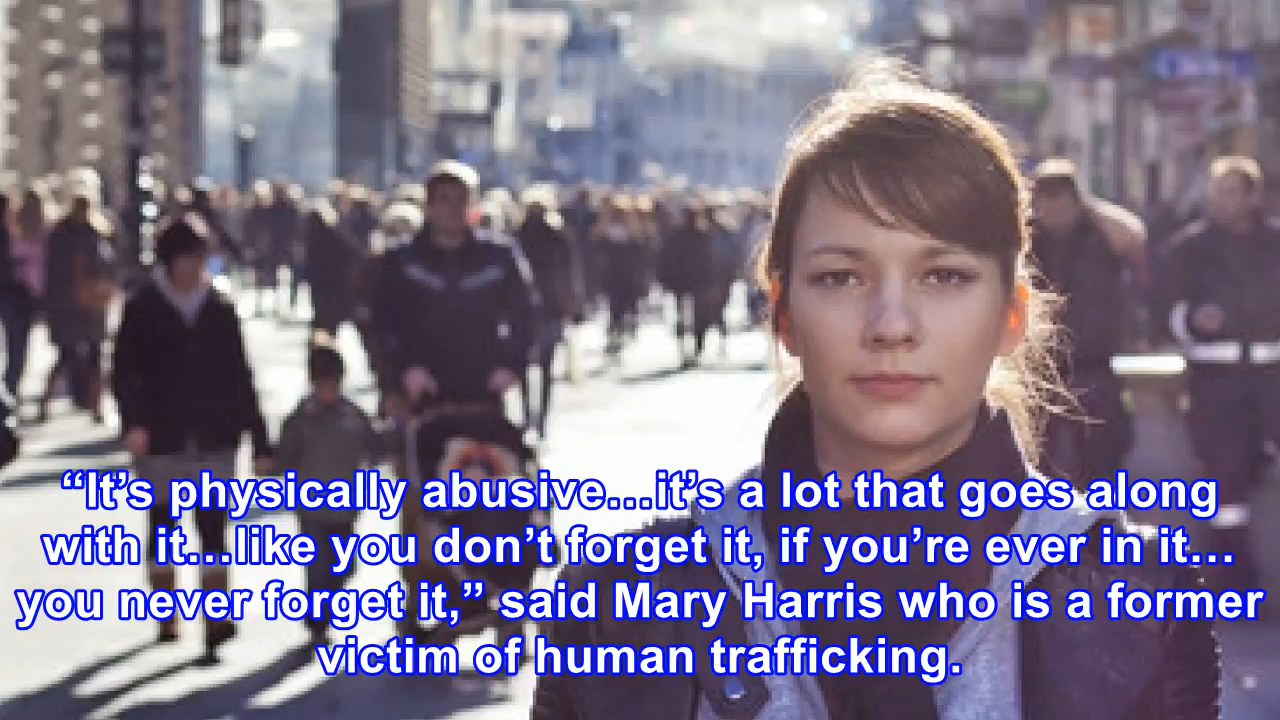 “It’s physically abusive…it’s a lot that goes along
with it…like you don’t forget it, if you’re ever in it…
you never forget it,” said Mary Harris who is a former
victim of human trafficking.